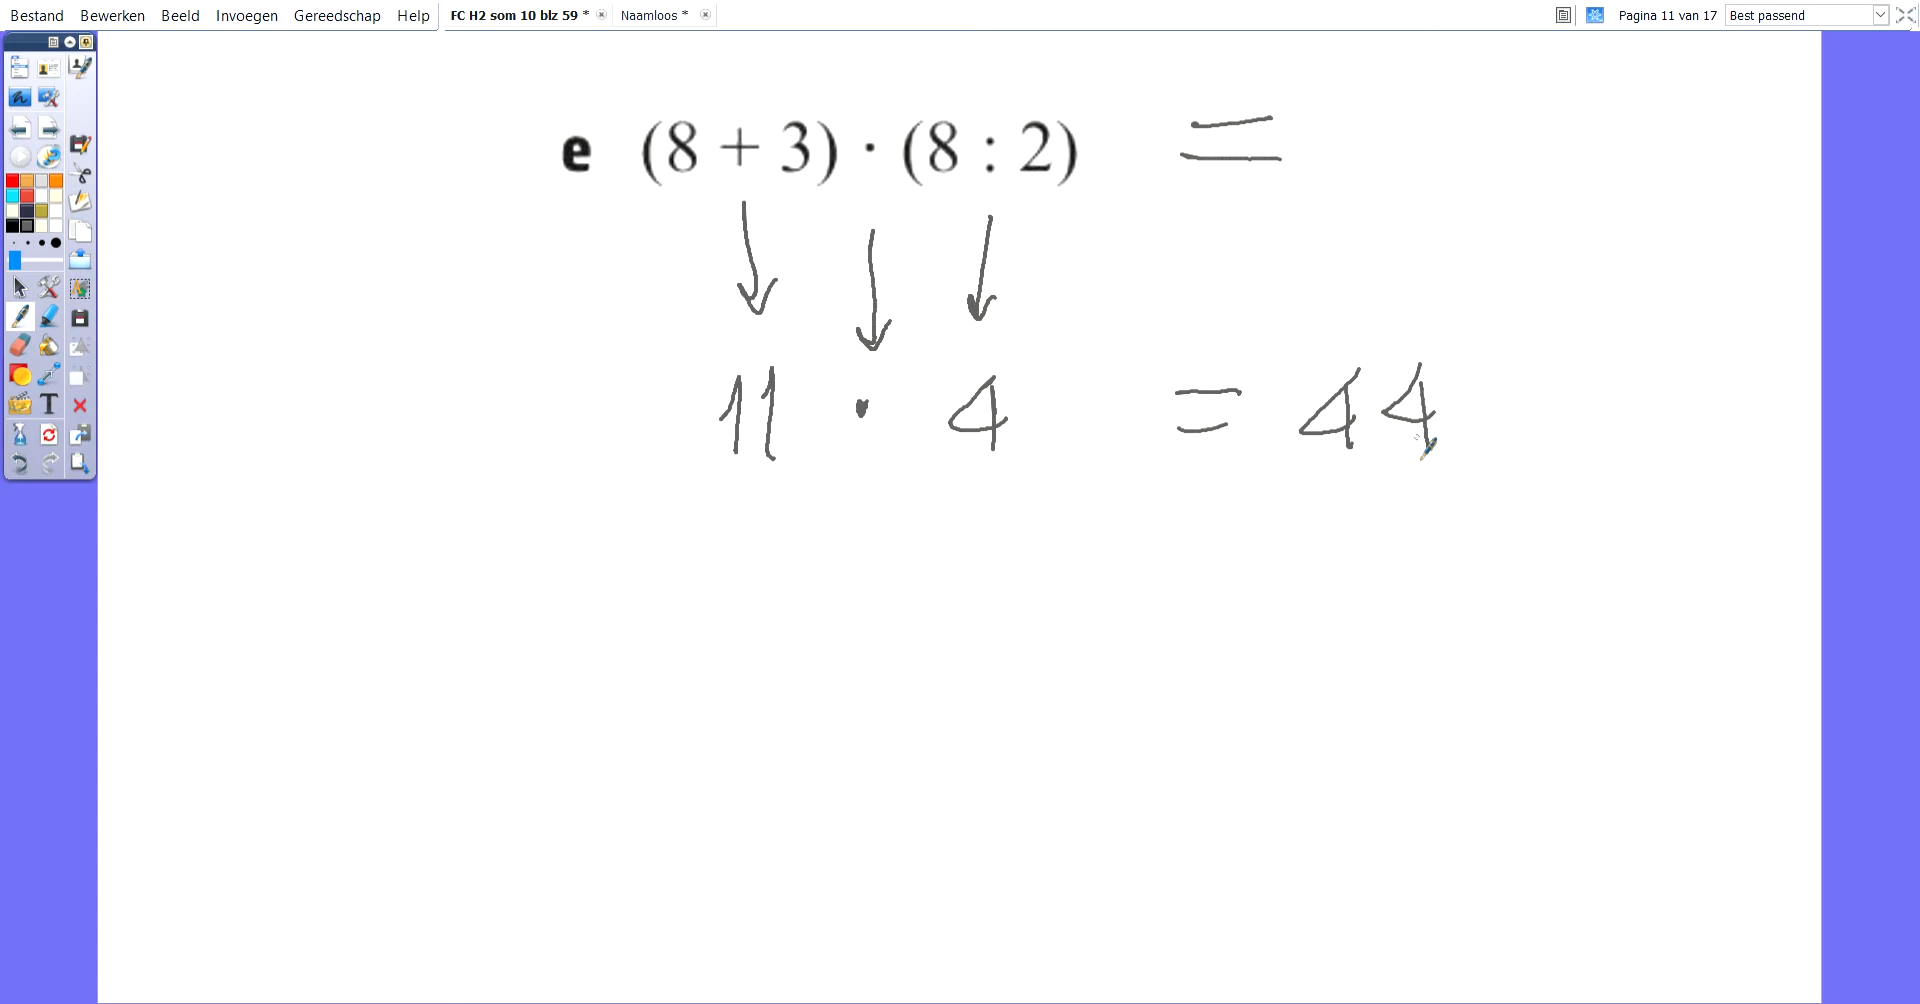 Bestand Bewerken Beeld Invoegen Gereedschap Help FC H2 som 10 blz 59 * Naamloos * Pagina 11 van 17 Best passend
e (8 + 3) · (8 : 2) =
11 · 4 = 44
T